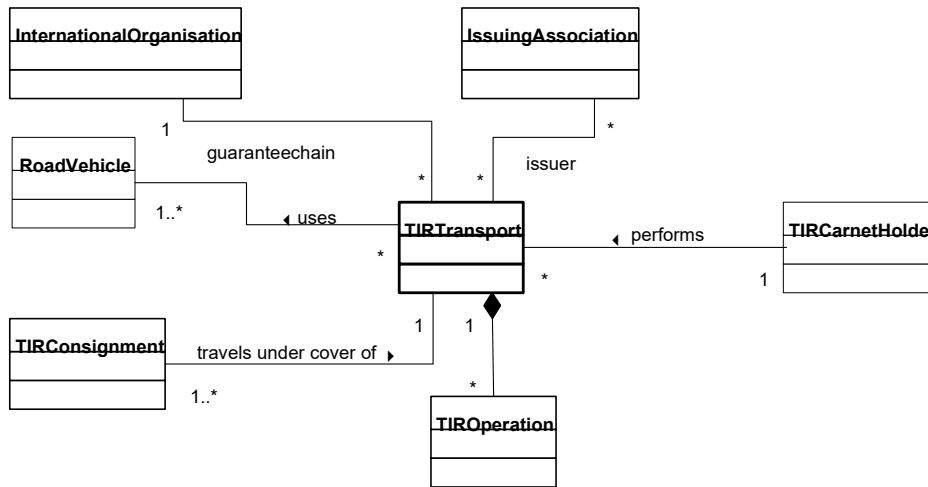 InternationalOrganisation
IssuingAssociation
1
*
guaranteechain
issuer
RoadVehicle
*
*
1..*
uses
TIRTransport
performs
TIRCarnetHolde
*
*
1
1
1
TIRConsignment
travels under cover of
1..*
*
TIROperation